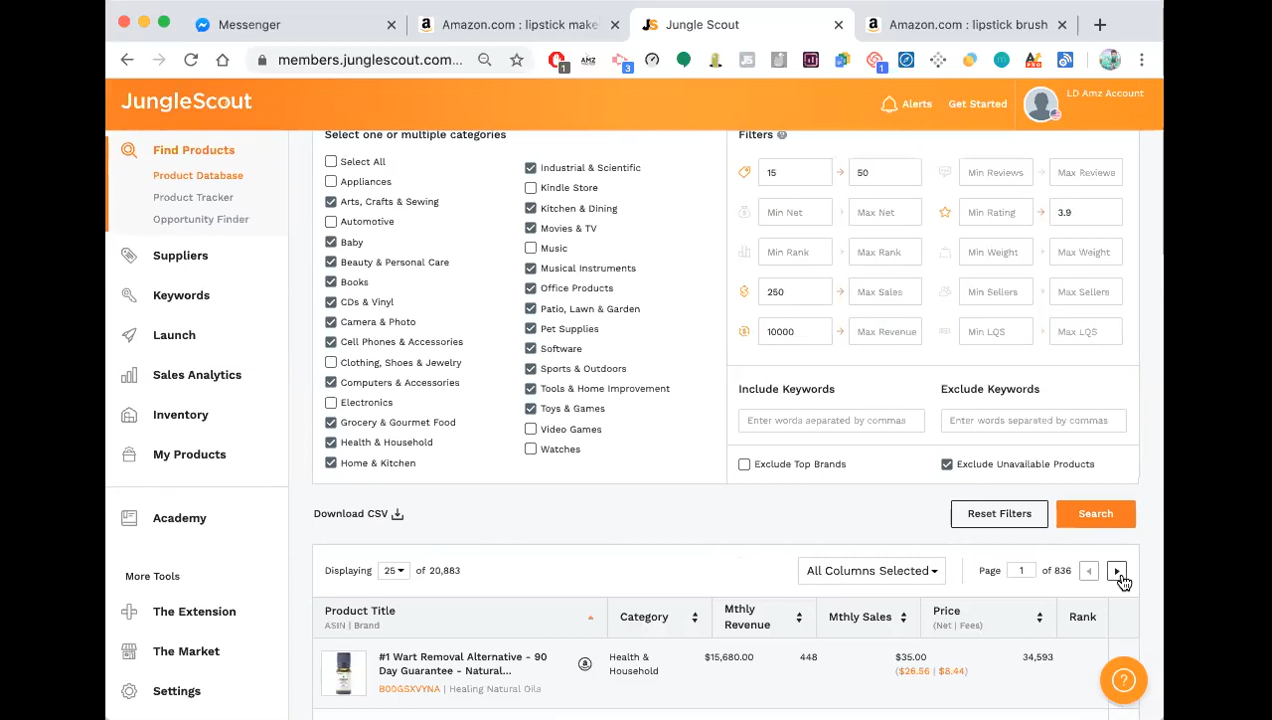 Messenger
Amazon.com : lipstick make
Jungle Scout
Amazon.com : lipstick brush
members.junglescout.com...
JungleScout
Alerts
Get Started
LD Amz Account
Find Products
Product Database
Product Tracker
Opportunity Finder
Suppliers
Keywords
Launch
Sales Analytics
Inventory
My Products
Academy
More Tools
The Extension
The Market
Settings
Select one or multiple categories
Select All
Appliances
Arts, Crafts & Sewing
Automotive
Baby
Beauty & Personal Care
Books
CDs & Vinyl
Camera & Photo
Cell Phones & Accessories
Clothing, Shoes & Jewelry
Computers & Accessories
Electronics
Grocery & Gourmet Food
Health & Household
Home & Kitchen
Industrial & Scientific
Kindle Store
Kitchen & Dining
Movies & TV
Music
Musical Instruments
Office Products
Patio, Lawn & Garden
Pet Supplies
Software
Sports & Outdoors
Tools & Home Improvement
Toys & Games
Video Games
Watches
Filters
15 50 Min Reviews Max Reviews
Min Net Max Net Min Rating 3.9
Min Rank Max Rank Min Weight Max Weight
250 Max Sales Min Sellers Max Sellers
10000 Max Revenue Min LQS Max LQS
Include Keywords Exclude Keywords
Enter words separated by commas Enter words separated by commas
Exclude Top Brands Exclude Unavailable Products
Download CSV Reset Filters Search
Displaying 25 of 20,883 All Columns Selected Page 1 of 836
Product Title
ASIN | Brand
Category
Mthly
Revenue
Mthly Sales
Price
(Net | Fees)
Rank
#1 Wart Removal Alternative - 90
Day Guarantee - Natural...
B00GSXVYNA | Healing Natural Oils
Health &
Household
$15,680.00
448
$35.00
($26.56 | $8.44)
34,593